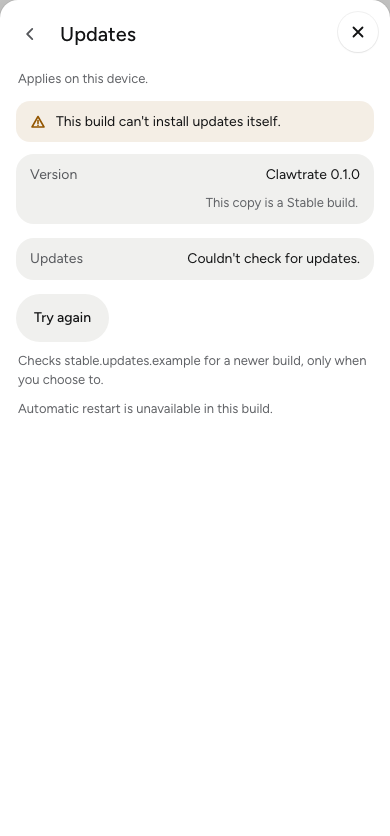 Updates
Applies on this device.
This build can't install updates itself.
Version
Clawtrate 0.1.0
This copy is a Stable build.
Updates
Couldn't check for updates.
Try again
Checks stable.updates.example for a newer build, only when
you choose to.
Automatic restart is unavailable in this build.